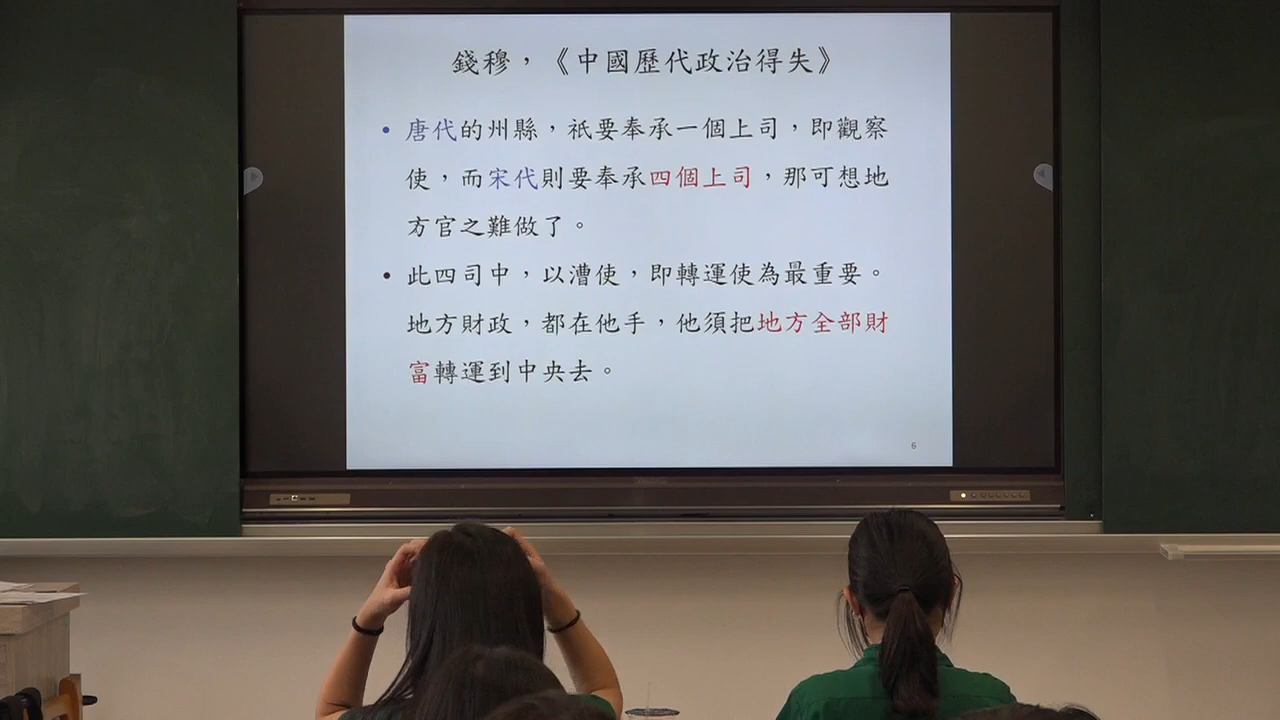 錢穆，《中國歷代政治得失》
• 唐代的州縣，祇要奉承一個上司，即觀察
使，而宋代則要奉承四個上司，那可想地
方官之難做了。
• 此四司中，以漕使，即轉運使為最重要。
地方財政，都在他手，他須把地方全部財
富轉運到中央去。
6